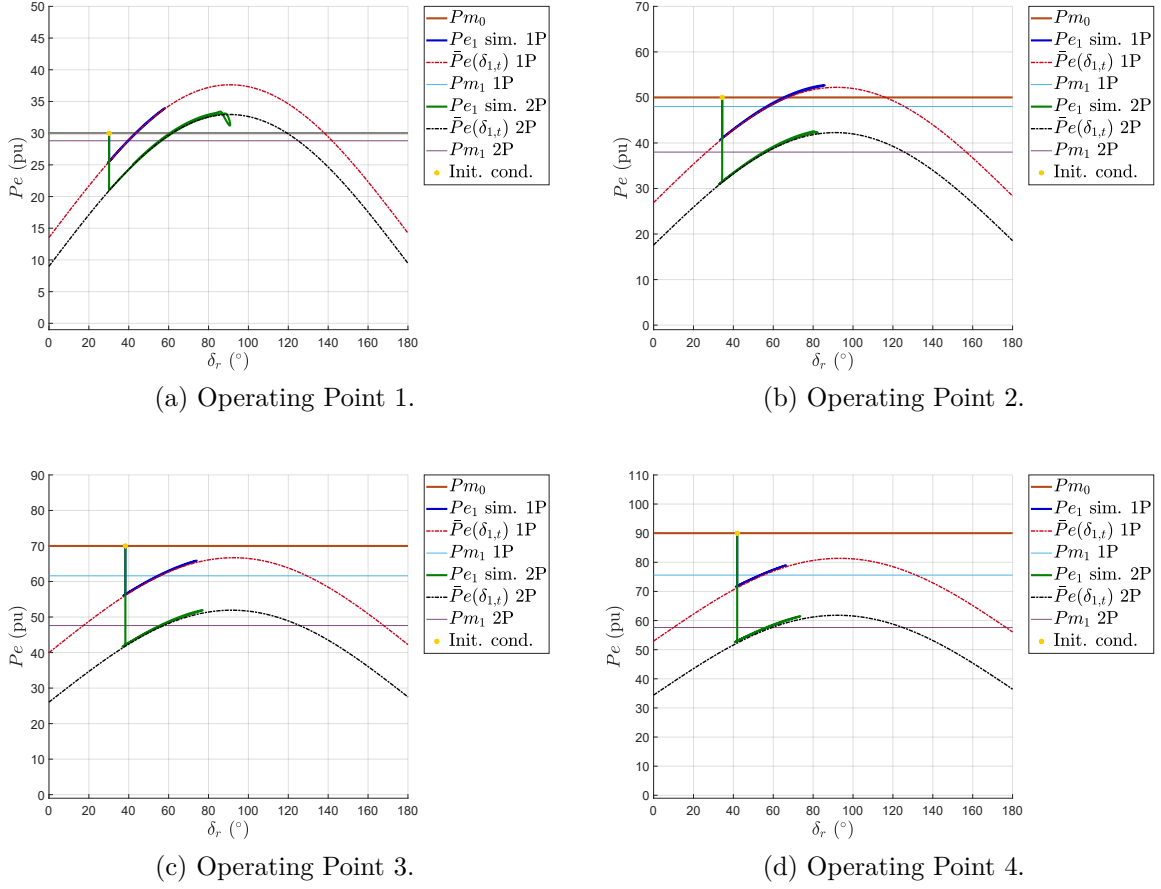 50
45
40
35
30
25
20
15
10
5
0
Pe (pu)
0 20 40 60 80 100 120 140 160 180
δr (°)
Pm0
Pe1 sim. 1P
P̄e(δ1,t) 1P
Pm1 1P
Pe1 sim. 2P
P̄e(δ1,t) 2P
Pm1 2P
Init. cond.
(a) Operating Point 1.
70
60
50
40
30
20
10
0
Pe (pu)
0 20 40 60 80 100 120 140 160 180
δr (°)
Pm0
Pe1 sim. 1P
P̄e(δ1,t) 1P
Pm1 1P
Pe1 sim. 2P
P̄e(δ1,t) 2P
Pm1 2P
Init. cond.
(b) Operating Point 2.
90
80
70
60
50
40
30
20
10
0
Pe (pu)
0 20 40 60 80 100 120 140 160 180
δr (°)
Pm0
Pe1 sim. 1P
P̄e(δ1,t) 1P
Pm1 1P
Pe1 sim. 2P
P̄e(δ1,t) 2P
Pm1 2P
Init. cond.
(c) Operating Point 3.
110
100
90
80
70
60
50
40
30
20
10
0
Pe (pu)
0 20 40 60 80 100 120 140 160 180
δr (°)
Pm0
Pe1 sim. 1P
P̄e(δ1,t) 1P
Pm1 1P
Pe1 sim. 2P
P̄e(δ1,t) 2P
Pm1 2P
Init. cond.
(d) Operating Point 4.